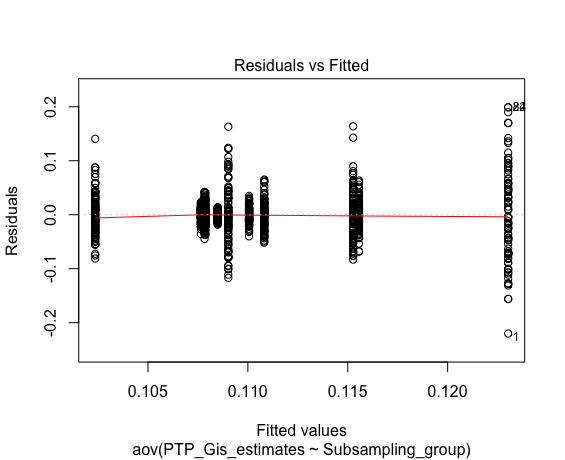 Residuals vs Fitted
0.2
0.1
0.0
-0.1
-0.2
Residuals
1
0.105
0.110
0.115
0.120
Fitted values
aov(PTP_Gis_estimates ~ Subsampling_group)